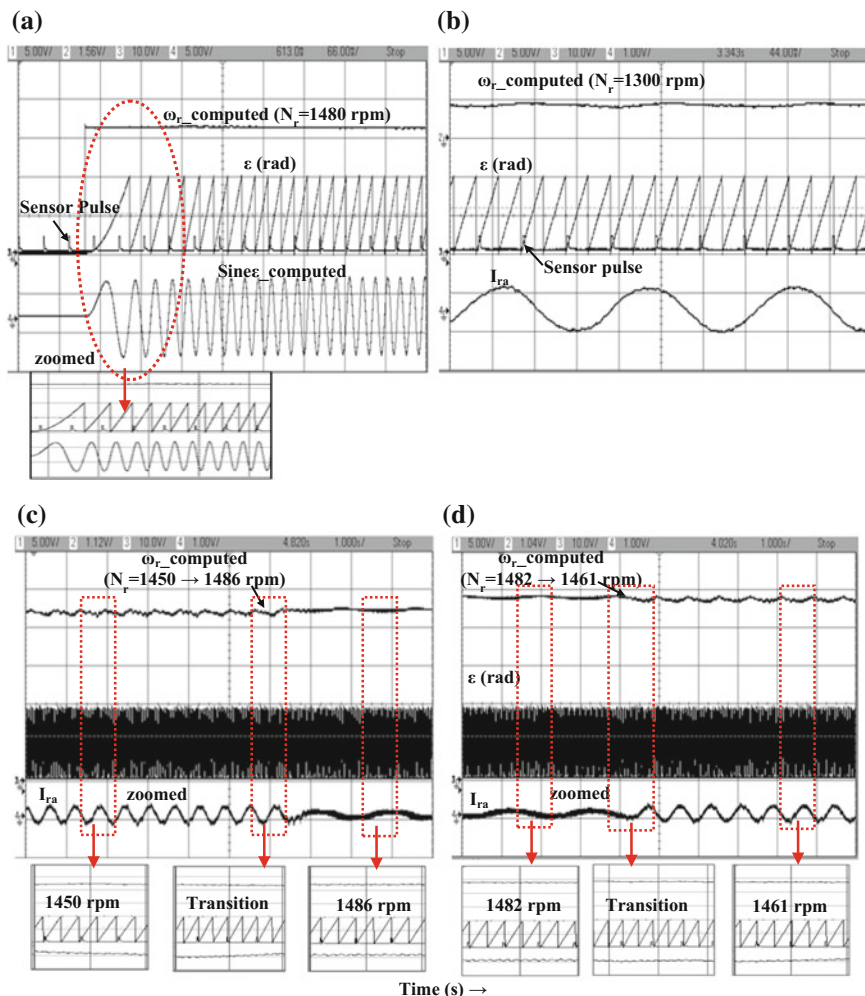 (a)
1 5.00V/ 2 1.56V/ 3 10.0V/ 4 5.00V/ 66.00 Stop
ωr_computed (Nr=1480 rpm)
ε (rad)
Sensor Pulse
Sineε_computed
zoomed
(b)
1 5.00V/ 2 5.00V/ 3 10.0V/ 4 1.00V/ 3.343s 44.00 Stop
ωr_computed (Nr=1300 rpm)
ε (rad)
Sensor pulse
Ira
(c)
1 5.00V/ 2 1.12V/ 3 10.0V/ 4 1.00V/ 4.820s 1.000s/ Stop
ωr_computed
(Nr=1450 → 1486 rpm)
Ira
zoomed
1450 rpm
Transition
1486 rpm
(d)
1 5.00V/ 2 1.04V/ 3 10.0V/ 4 1.00V/ 4.020s 1.000s/ Stop
ωr_computed
(Nr=1482 → 1461 rpm)
ε (rad)
Ira
zoomed
1482 rpm
Transition
1461 rpm
Time (s) →